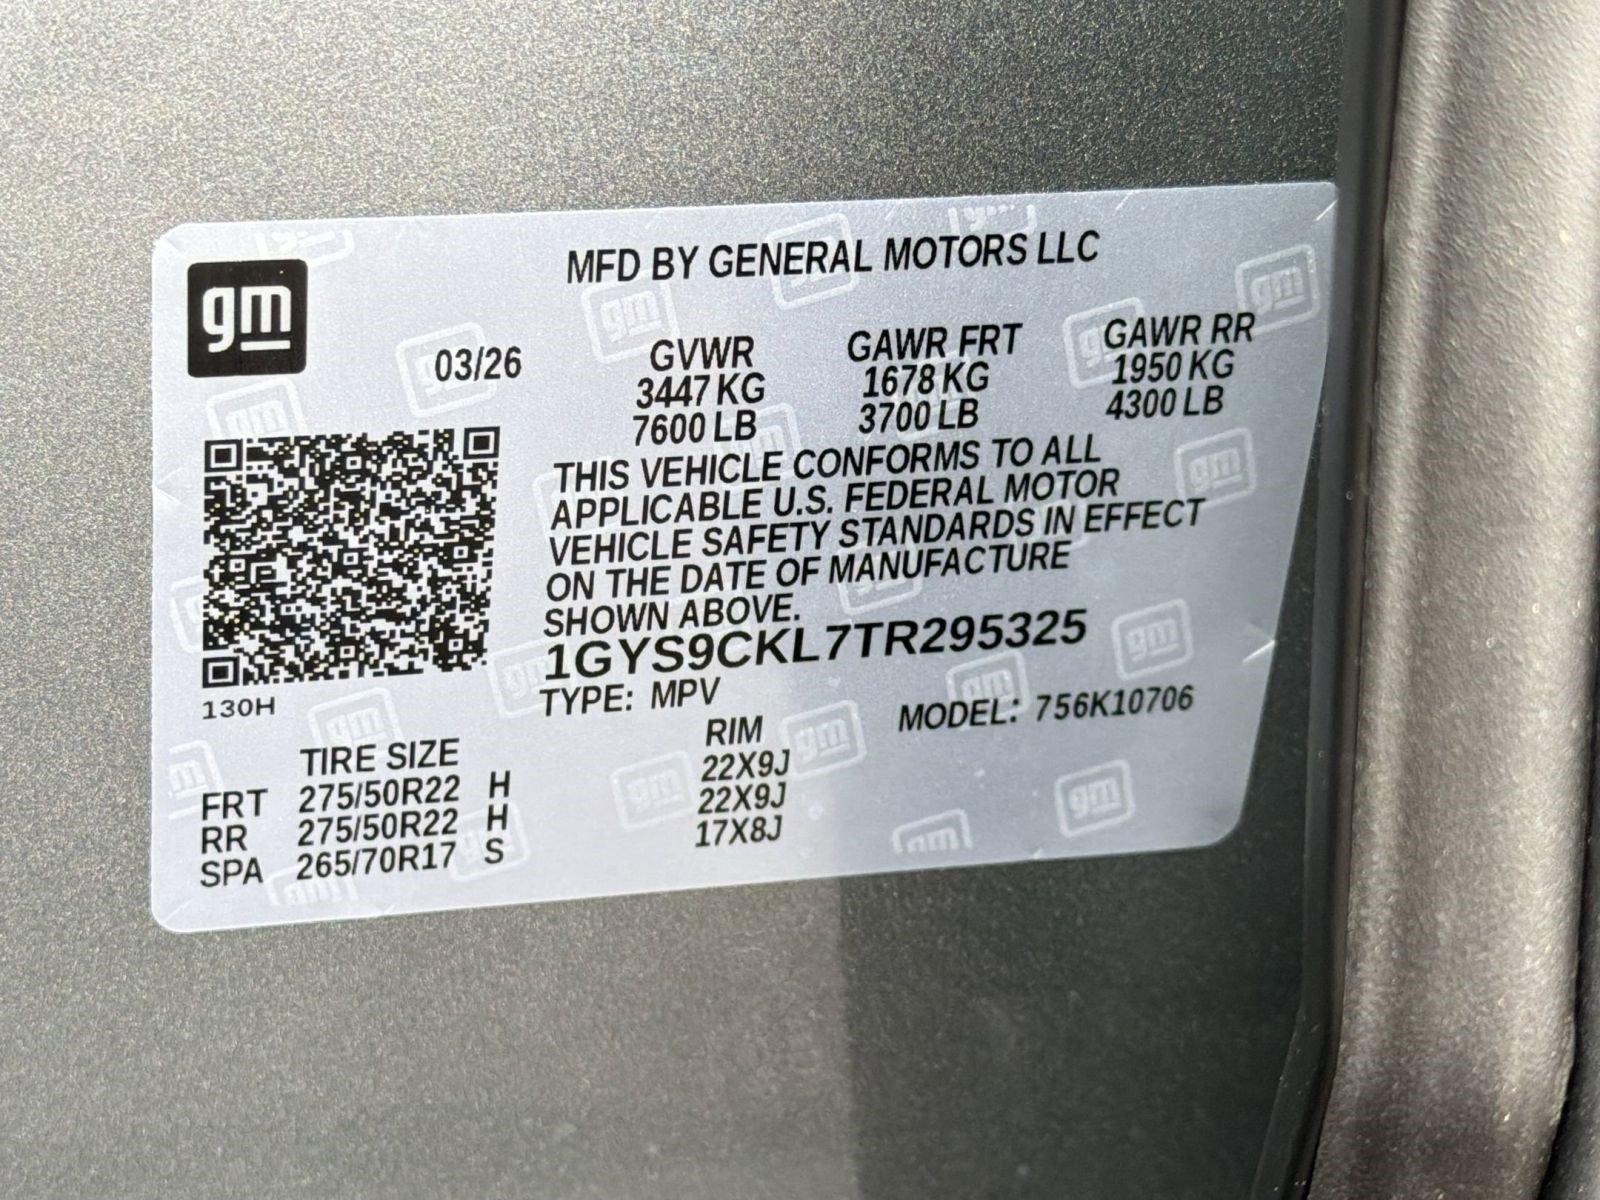 gm
MFD BY GENERAL MOTORS LLC
03/26
GVWR GAWR FRT GAWR RR
3447 KG 1678 KG 1950 KG
7600 LB 3700 LB 4300 LB
THIS VEHICLE CONFORMS TO ALL
APPLICABLE U.S. FEDERAL MOTOR
VEHICLE SAFETY STANDARDS IN EFFECT
ON THE DATE OF MANUFACTURE
SHOWN ABOVE.
1GYS9CKL7TR295325
130H
TYPE: MPV MODEL: 756K10706
TIRE SIZE RIM
FRT 275/50R22 H 22X9J
RR 275/50R22 H 22X9J
SPA 265/70R17 S 17X8J